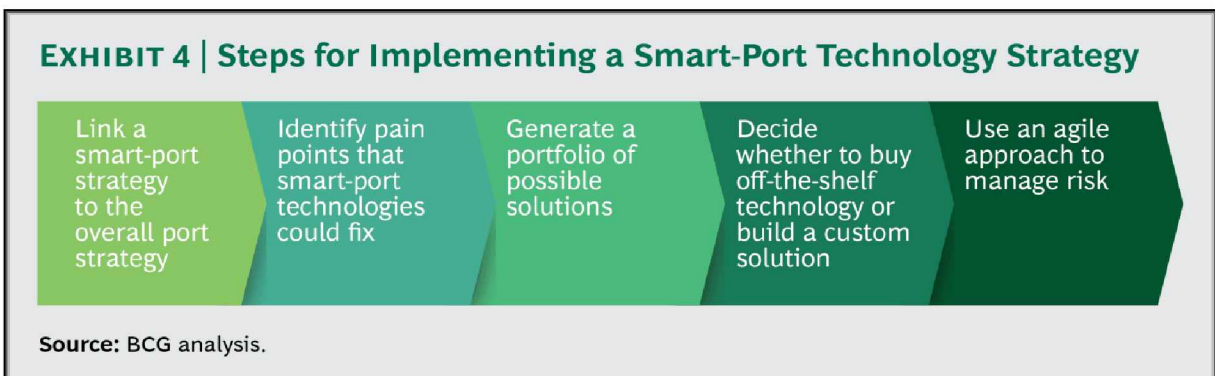 EXHIBIT 4 | Steps for Implementing a Smart-Port Technology Strategy
Link a
smart-port
strategy
to the
overall port
strategy
Identify pain
points that
smart-port
technologies
could fix
Generate a
portfolio of
possible
solutions
Decide
whether to buy
off-the-shelf
technology or
build a custom
solution
Use an agile
approach to
manage risk
Source: BCG analysis.